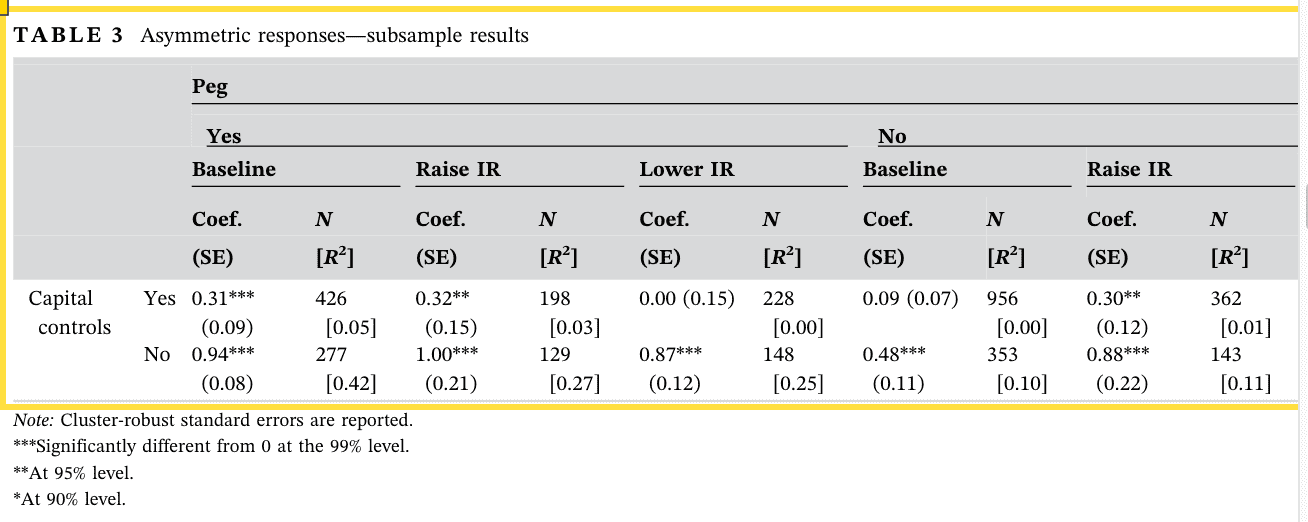 TABLE 3 Asymmetric responses—subsample results
Peg
Yes No
Baseline Raise IR Lower IR Baseline Raise IR
Coef. N Coef. N Coef. N Coef. N Coef. N
(SE) [R²] (SE) [R²] (SE) [R²] (SE) [R²] (SE) [R²]
Capital Yes 0.31*** 426 0.32** 198 0.00 (0.15) 228 0.09 (0.07) 956 0.30** 362
controls (0.09) [0.05] (0.15) [0.03] [0.00] [0.00] (0.12) [0.01]
No 0.94*** 277 1.00*** 129 0.87*** 148 0.48*** 353 0.88*** 143
(0.08) [0.42] (0.21) [0.27] (0.12) [0.25] (0.11) [0.10] (0.22) [0.11]
Note: Cluster-robust standard errors are reported.
***Significantly different from 0 at the 99% level.
**At 95% level.
*At 90% level.